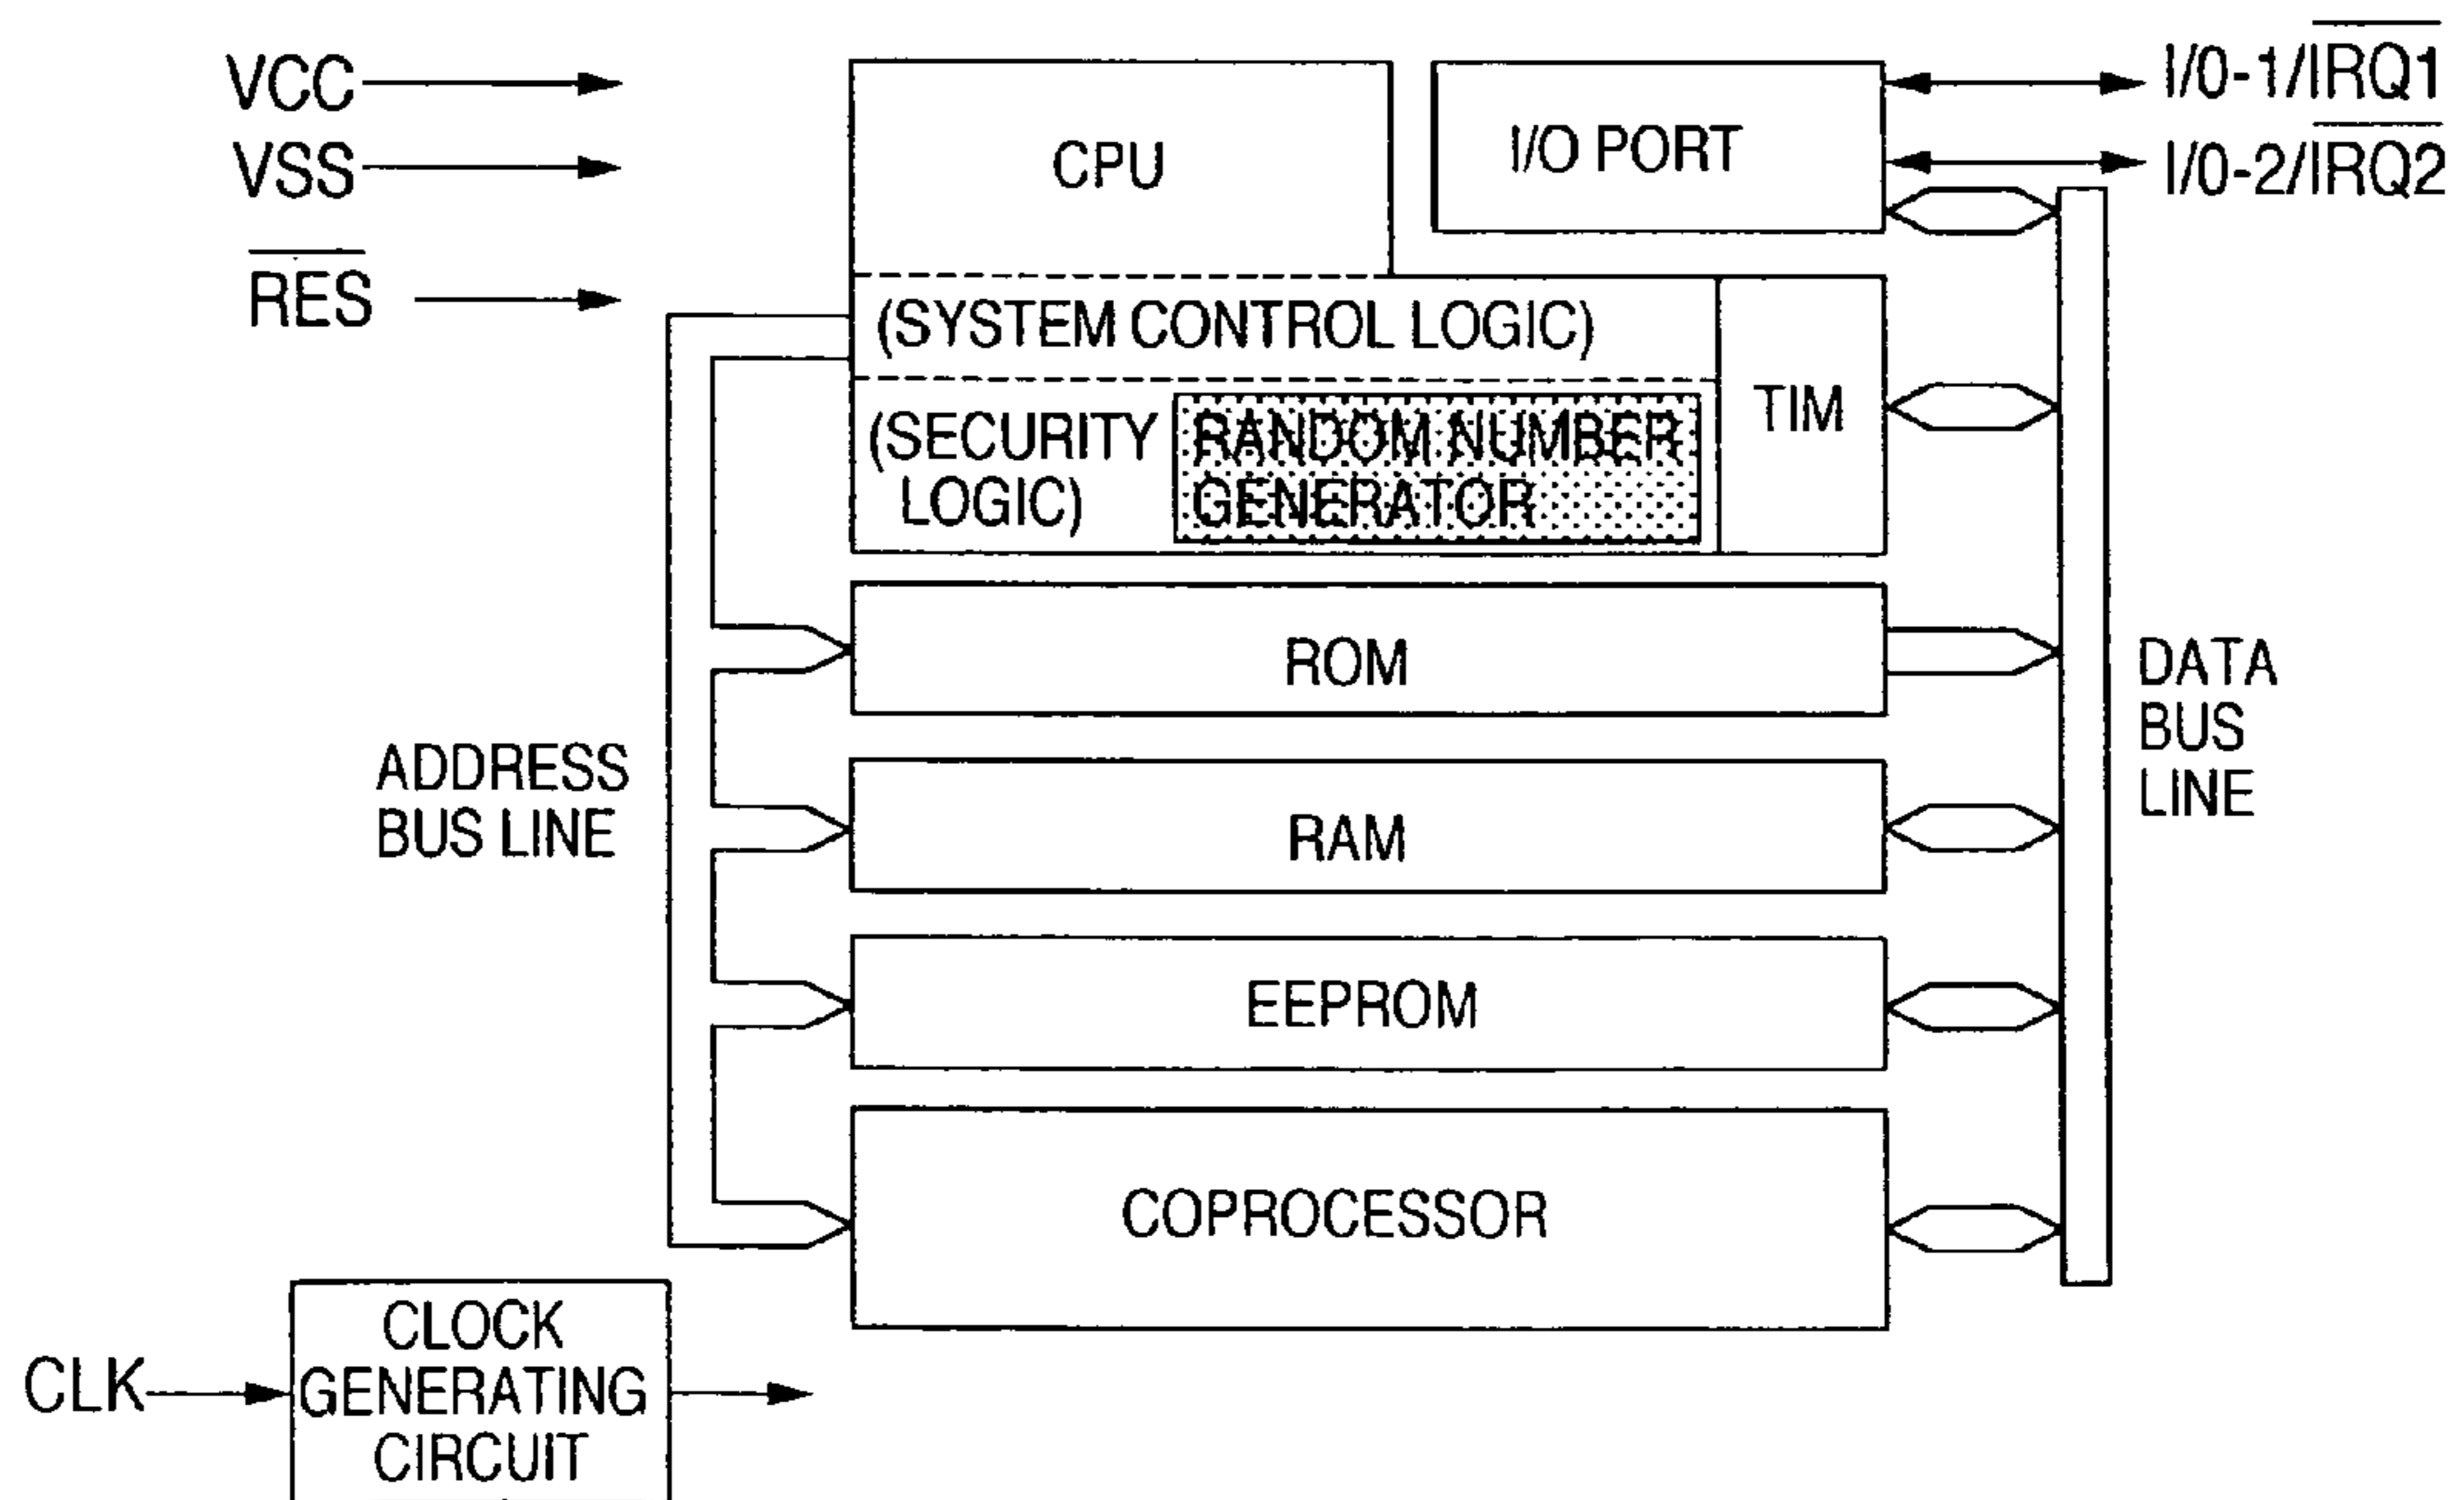 VCC
VSS
RES
CPU
I/O PORT
I/0-1/IRQ1
I/0-2/IRQ2
(SYSTEM CONTROL LOGIC)
(SECURITY
LOGIC)
RANDOM NUMBER
GENERATOR
TIM
ROM
RAM
EEPROM
COPROCESSOR
ADDRESS
BUS LINE
DATA
BUS
LINE
CLK
CLOCK
GENERATING
CIRCUIT